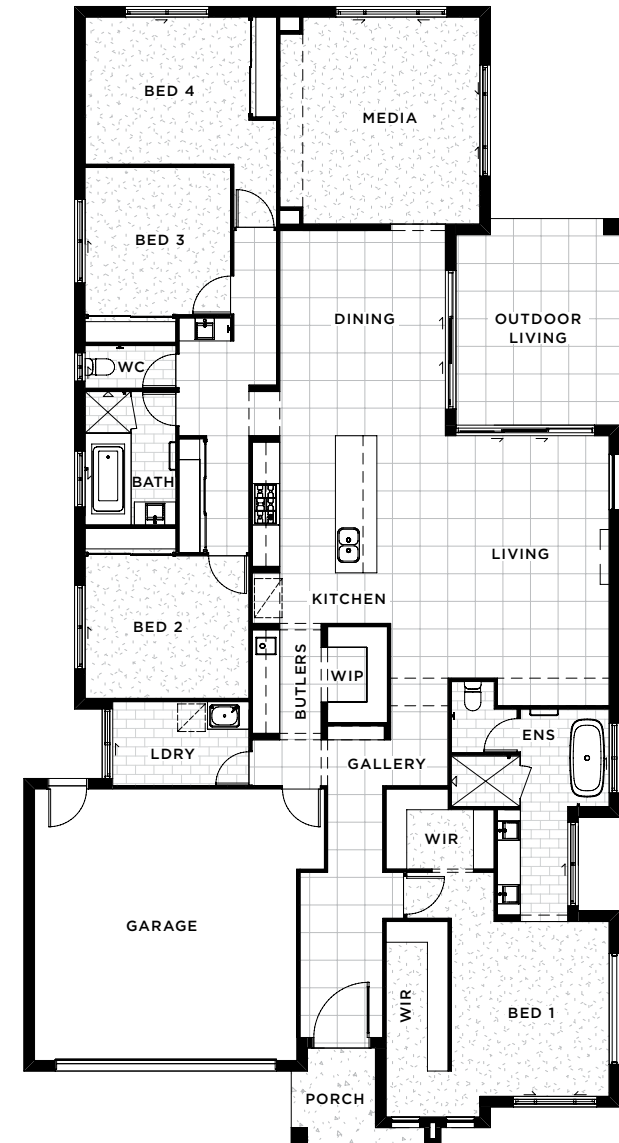 BED 4
MEDIA
BED 3
DINING
OUTDOOR
LIVING
WC
BATH
LIVING
KITCHEN
BED 2
BUTLERS
WIP
ENS
LDRY
GALLERY
WIR
GARAGE
WIR
BED 1
PORCH